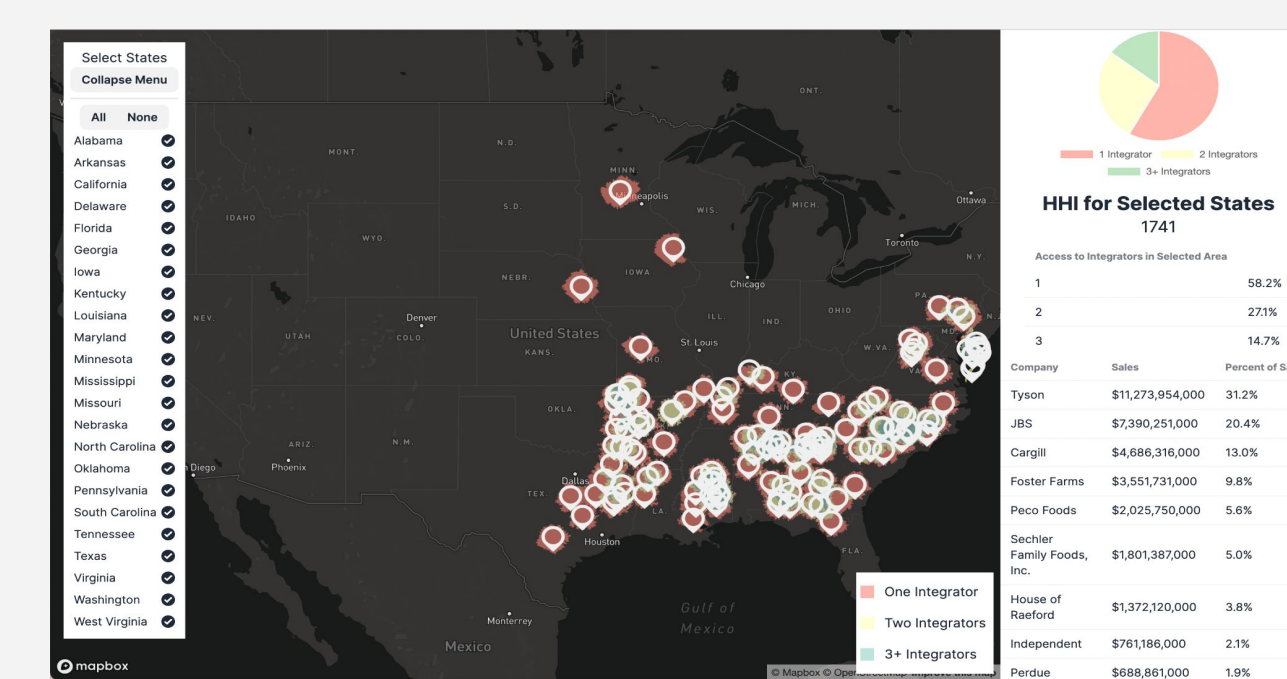 Select States
Collapse Menu
All None
Alabama
Arkansas
California
Delaware
Florida
Georgia
Iowa
Kentucky
Louisiana
Maryland
Minnesota
Mississippi
Missouri
Nebraska
North Carolina
Oklahoma
Pennsylvania
South Carolina
Tennessee
Texas
Virginia
Washington
West Virginia
mapbox
ONT.
MONT.
N.D.
MINN.
Ottawa
S.D.
WIS.
MICH.
IDAHO
WYO.
Toronto
N.Y.
IOWA
NEBR.
Chicago
PA.
NEV.
Denver
ILL.
IND.
OHIO
N.J.
UTAH
COLO.
United States
St. Louis
MD.
KANS.
MO.
W.VA.
VA.
KY.
OKLA.
ARIZ.
N.M.
Diego
Phoenix
Dallas
TEX.
LA.
Houston
FLA.
Gulf of
Mexico
Monterrey
Mexico
One Integrator
Two Integrators
3+ Integrators
© Mapbox © OpenStreetMap Improve this map
1 Integrator 2 Integrators
3+ Integrators
HHI for Selected States
1741
Access to Integrators in Selected Area
1 58.2%
2 27.1%
3 14.7%
Company Sales Percent of
Tyson $11,273,954,000 31.2%
JBS $7,390,251,000 20.4%
Cargill $4,686,316,000 13.0%
Foster Farms $3,551,731,000 9.8%
Peco Foods $2,025,750,000 5.6%
Sechler
Family Foods, $1,801,387,000 5.0%
Inc.
House of
Raeford $1,372,120,000 3.8%
Independent $761,186,000 2.1%
Perdue $688,861,000 1.9%